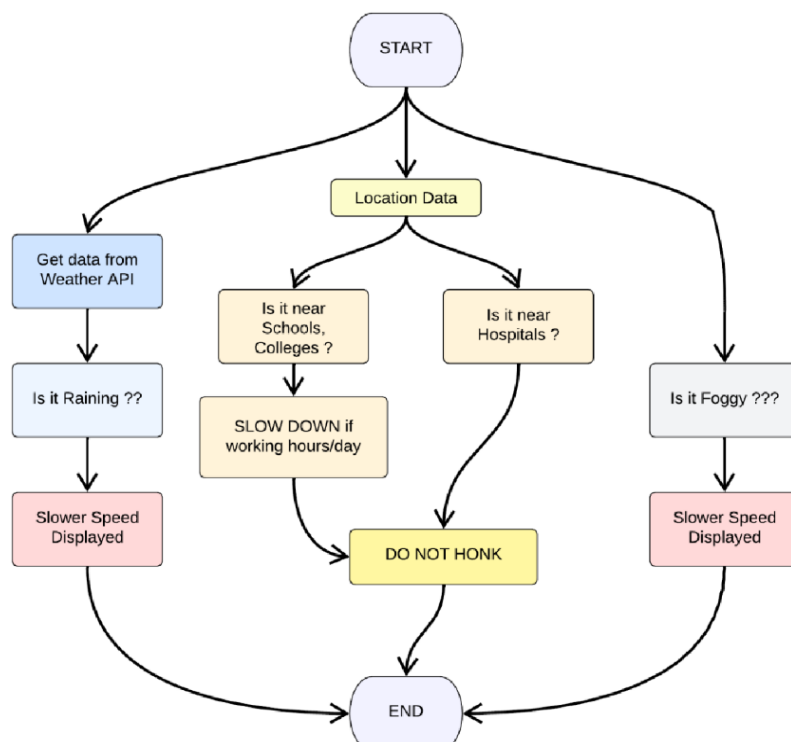 START
Location Data
Get data from
Weather API
Is it near
Schools,
Colleges ?
Is it near
Hospitals ?
Is it Raining ??
SLOW DOWN if
working hours/day
Is it Foggy ???
Slower Speed
Displayed
DO NOT HONK
Slower Speed
Displayed
END